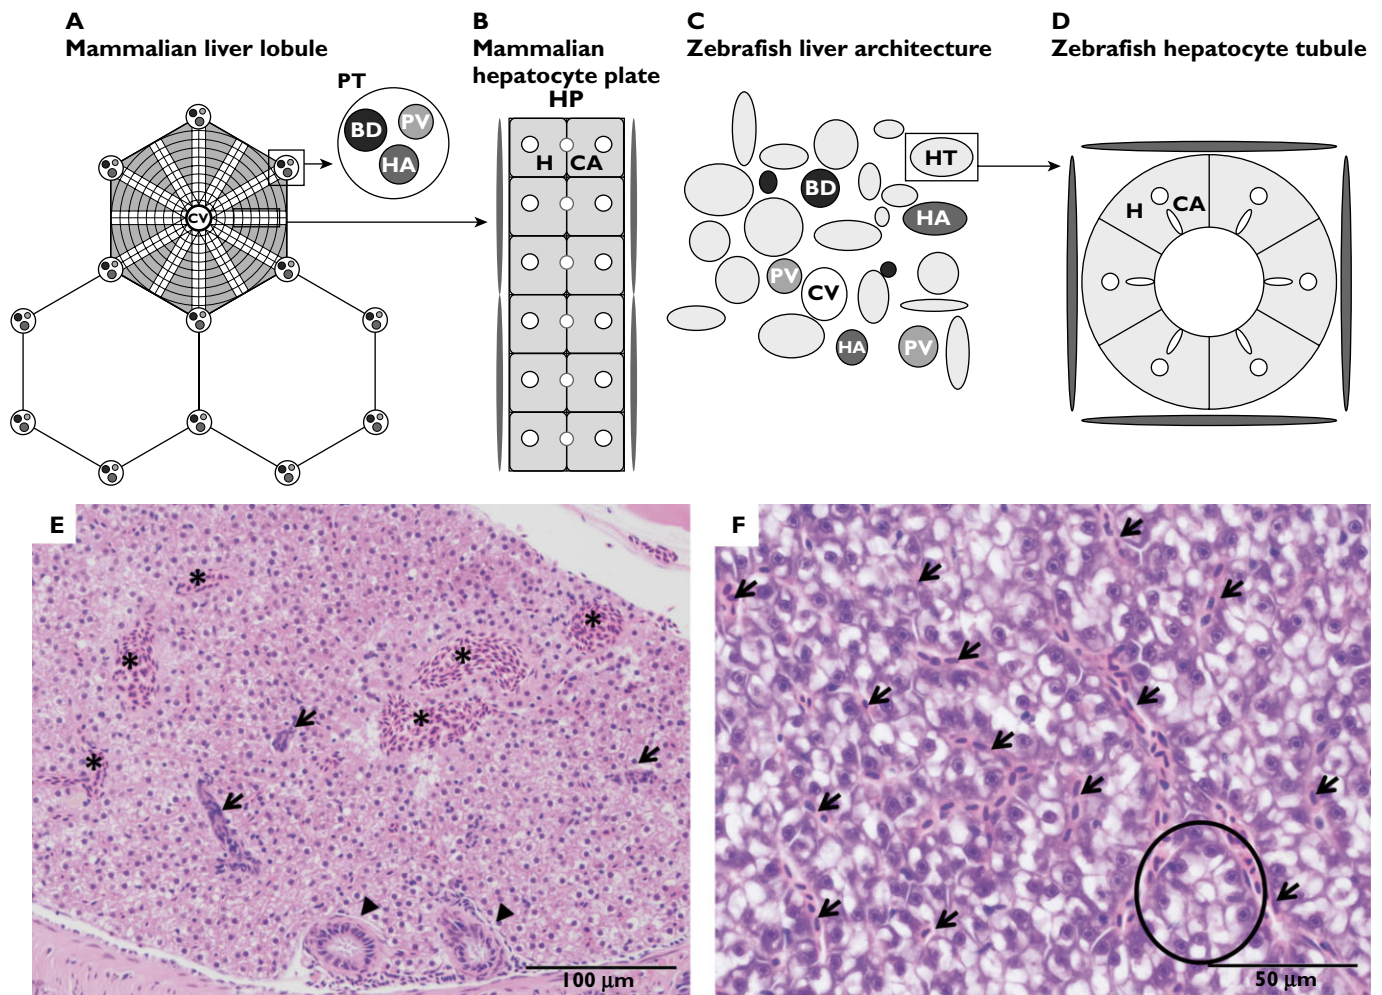 A
Mammalian liver lobule
PT
BD
PV
HA
CV
B
Mammalian
hepatocyte plate
HP
H
CA
C
Zebrafish liver architecture
HT
BD
HA
PV
CV
HA
PV
D
Zebrafish hepatocyte tubule
H
CA
E
*
*
*
*
*
*
100 μm
F
50 μm